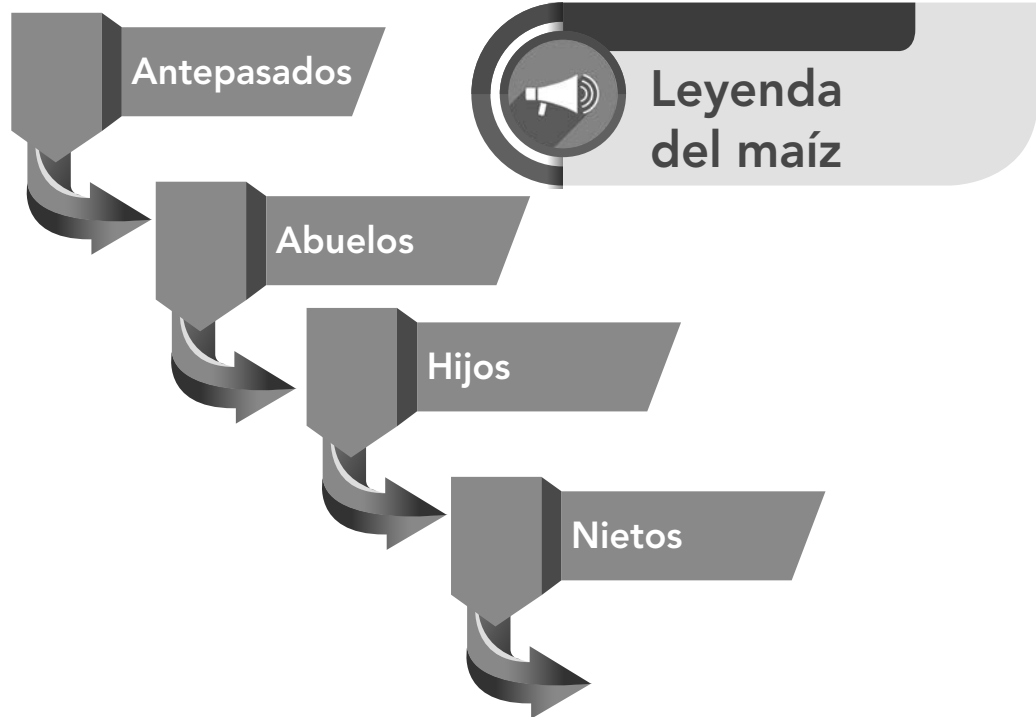 Antepasados
Leyenda
del maíz
Abuelos
Hijos
Nietos